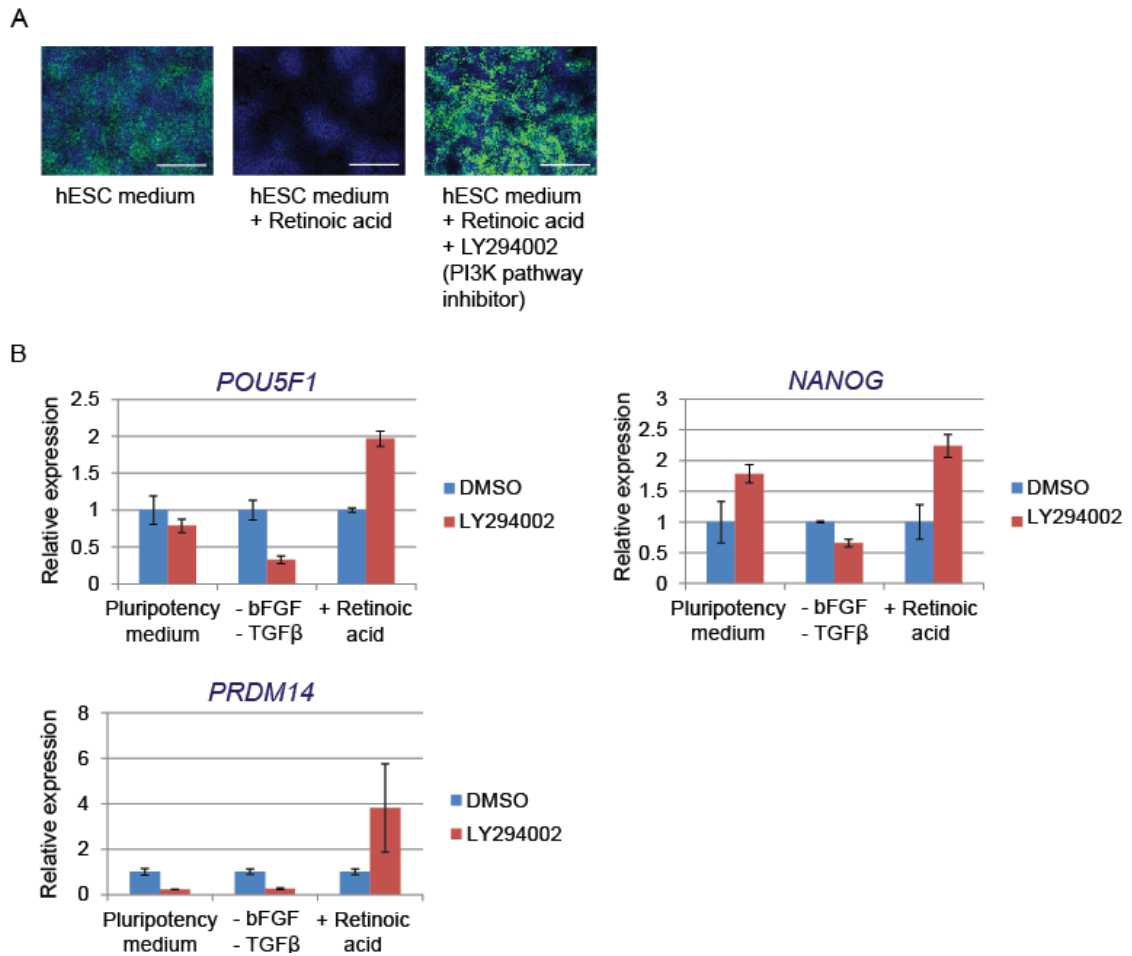 A
hESC medium
hESC medium
+ Retinoic acid
hESC medium
+ Retinoic acid
+ LY294002
(PI3K pathway
inhibitor)
B
POU5F1
Relative expression
2.5
2
1.5
1
0.5
0
Pluripotency
medium
- bFGF
- TGFβ
+ Retinoic
acid
DMSO
LY294002
NANOG
Relative expression
3
2.5
2
1.5
1
0.5
0
Pluripotency
medium
- bFGF
- TGFβ
+ Retinoic
acid
DMSO
LY294002
PRDM14
Relative expression
8
6
4
2
0
Pluripotency
medium
- bFGF
- TGFβ
+ Retinoic
acid
DMSO
LY294002